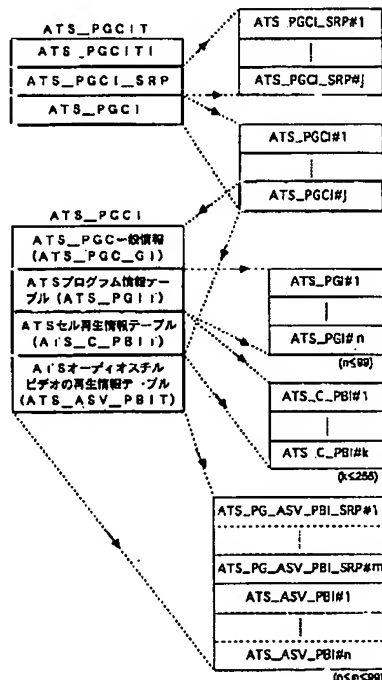 ATS_PGCIT
ATS_PGCITI
ATS_PGCI_SRP
ATS_PGCI
ATS_PGCI_SRP#1
ATS_PGCI_SRP#j
ATS_PGCI#1
ATS_PGCI#j
ATS_PGCI
ATS_PGC一般情報
(ATS_PGC_GI)
ATSプログラム情報テー
ブル(ATS_PGIT)
ATSセル再生情報テーブル
(ATS_C_PBIT)
ATSオーディオスチル
ビデオの再生情報テーブル
(ATS_ASV_PBIT)
ATS_PGI#1
ATS_PGI#n
(n≤99)
ATS_C_PBI#1
ATS_C_PBI#k
(k≤255)
ATS_PG_ASV_PBI_SRP#1
ATS_PG_ASV_PBI_SRP#m
ATS_ASV_PBI#1
ATS_ASV_PBI#n